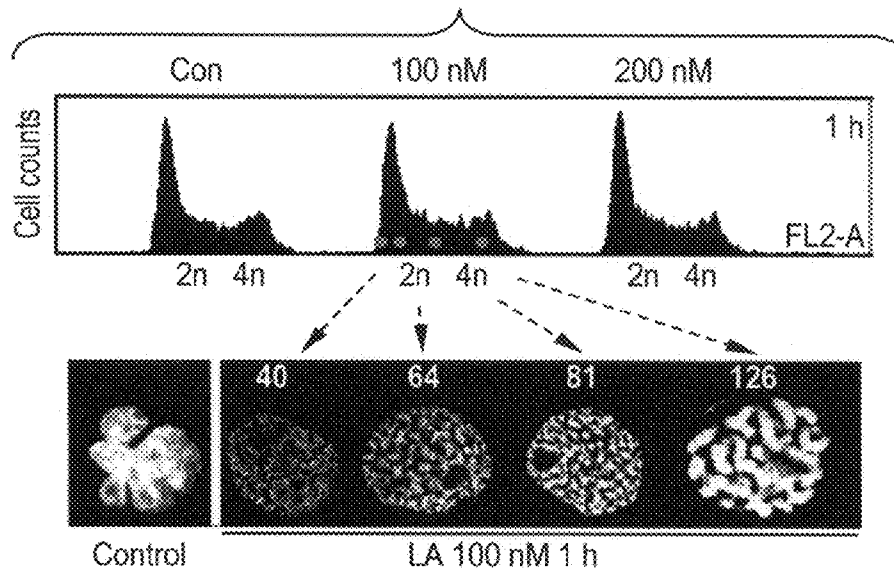 Con 100 nM 200 nM
Cell counts
1 h
FL2-A
2n 4n 2n 4n 2n 4n
40 64 81 126
Control LA 100 nM 1 h